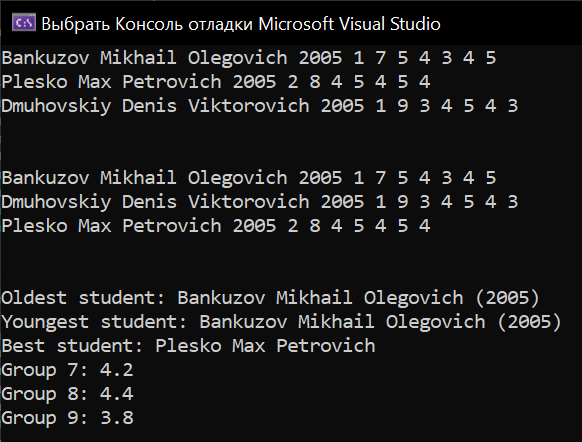 Выбрать Консоль отладки Microsoft Visual Studio
Bankuzov Mikhail Olegovich 2005 1 7 5 4 3 4 5
Plesko Max Petrovich 2005 2 8 4 5 4 5 4
Dmuhovskiy Denis Viktorovich 2005 1 9 3 4 5 4 3
Bankuzov Mikhail Olegovich 2005 1 7 5 4 3 4 5
Dmuhovskiy Denis Viktorovich 2005 1 9 3 4 5 4 3
Plesko Max Petrovich 2005 2 8 4 5 4 5 4
Oldest student: Bankuzov Mikhail Olegovich (2005)
Youngest student: Bankuzov Mikhail Olegovich (2005)
Best student: Plesko Max Petrovich
Group 7: 4.2
Group 8: 4.4
Group 9: 3.8